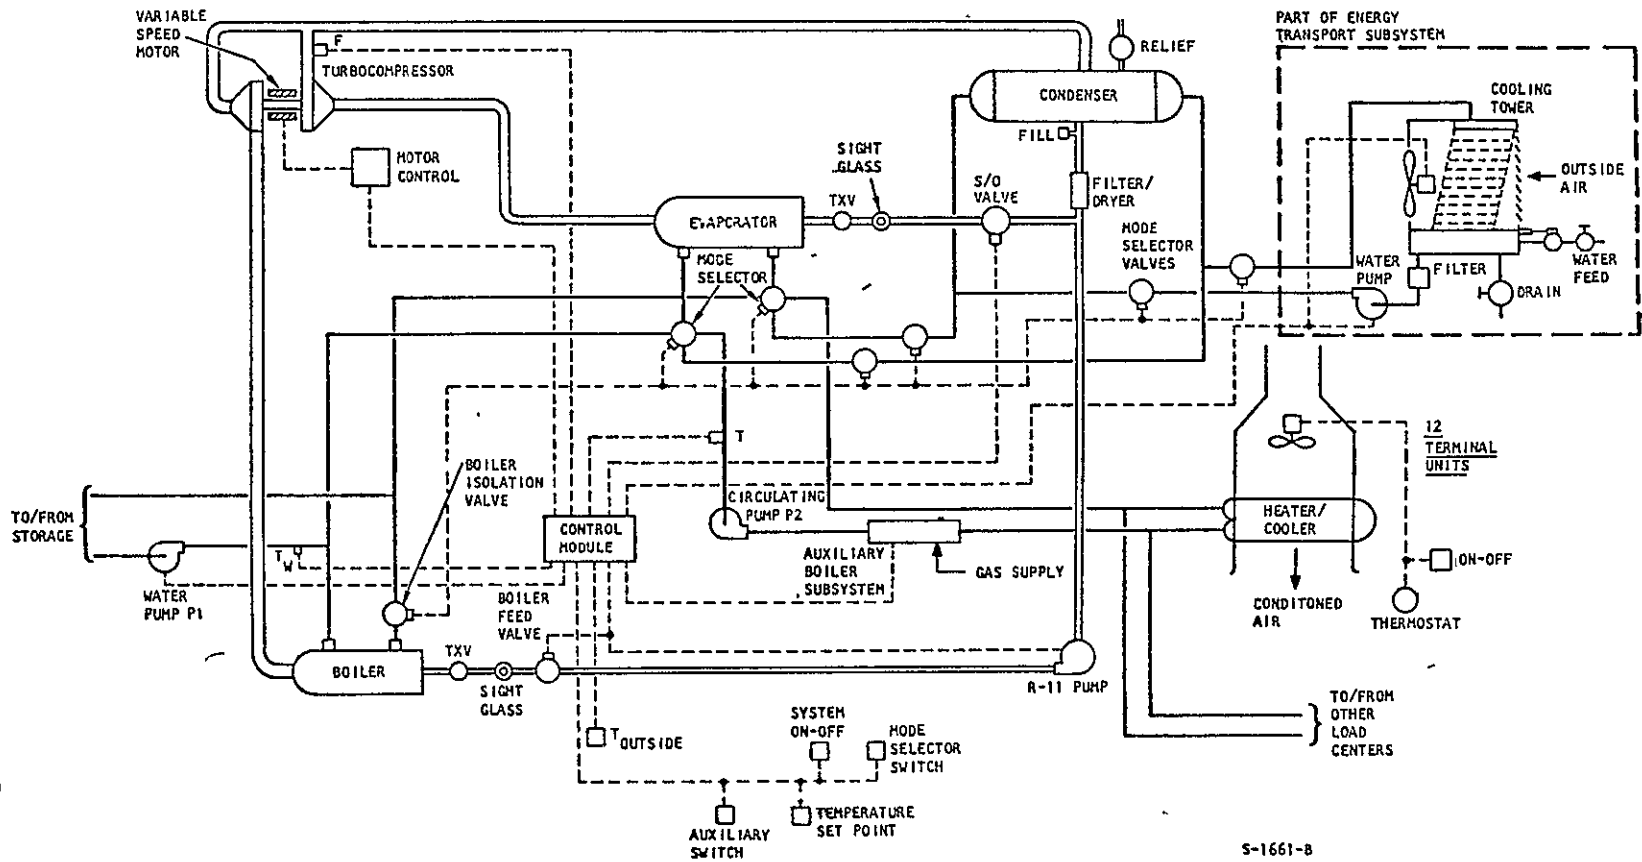 VARIABLE
SPEED
MOTOR
F
TURBOCOMPRESSOR
MOTOR
CONTROL
RELIEF
CONDENSER
FILL
SIGHT
GLASS
S/O
VALVE
FILTER/
DRYER
TXV
EVAPORATOR
MODE
SELECTOR
MODE
SELECTOR
VALVES
PART OF ENERGY
TRANSPORT SUBSYSTEM
COOLING
TOWER
OUTSIDE
AIR
WATER
PUMP
FILTER
WATER
FEED
DRAIN
T
BOILER
ISOLATION
VALVE
12
TERMINAL
UNITS
TO/FROM
STORAGE
CONTROL
MODULE
CIRCULATING
PUMP P2
HEATER/
COOLER
TW
AUXILIARY
BOILER
SUBSYSTEM
GAS SUPPLY
ON-OFF
WATER
PUMP P1
BOILER
FEED
VALVE
CONDITONED
AIR
THERMOSTAT
BOILER
TXV
SIGHT
GLASS
R-11 PUMP
TO/FROM
OTHER
LOAD
CENTERS
TOUTSIDE
SYSTEM
ON-OFF
MODE
SELECTOR
SWITCH
AUXILIARY
SWITCH
TEMPERATURE
SET POINT
S-1661-B